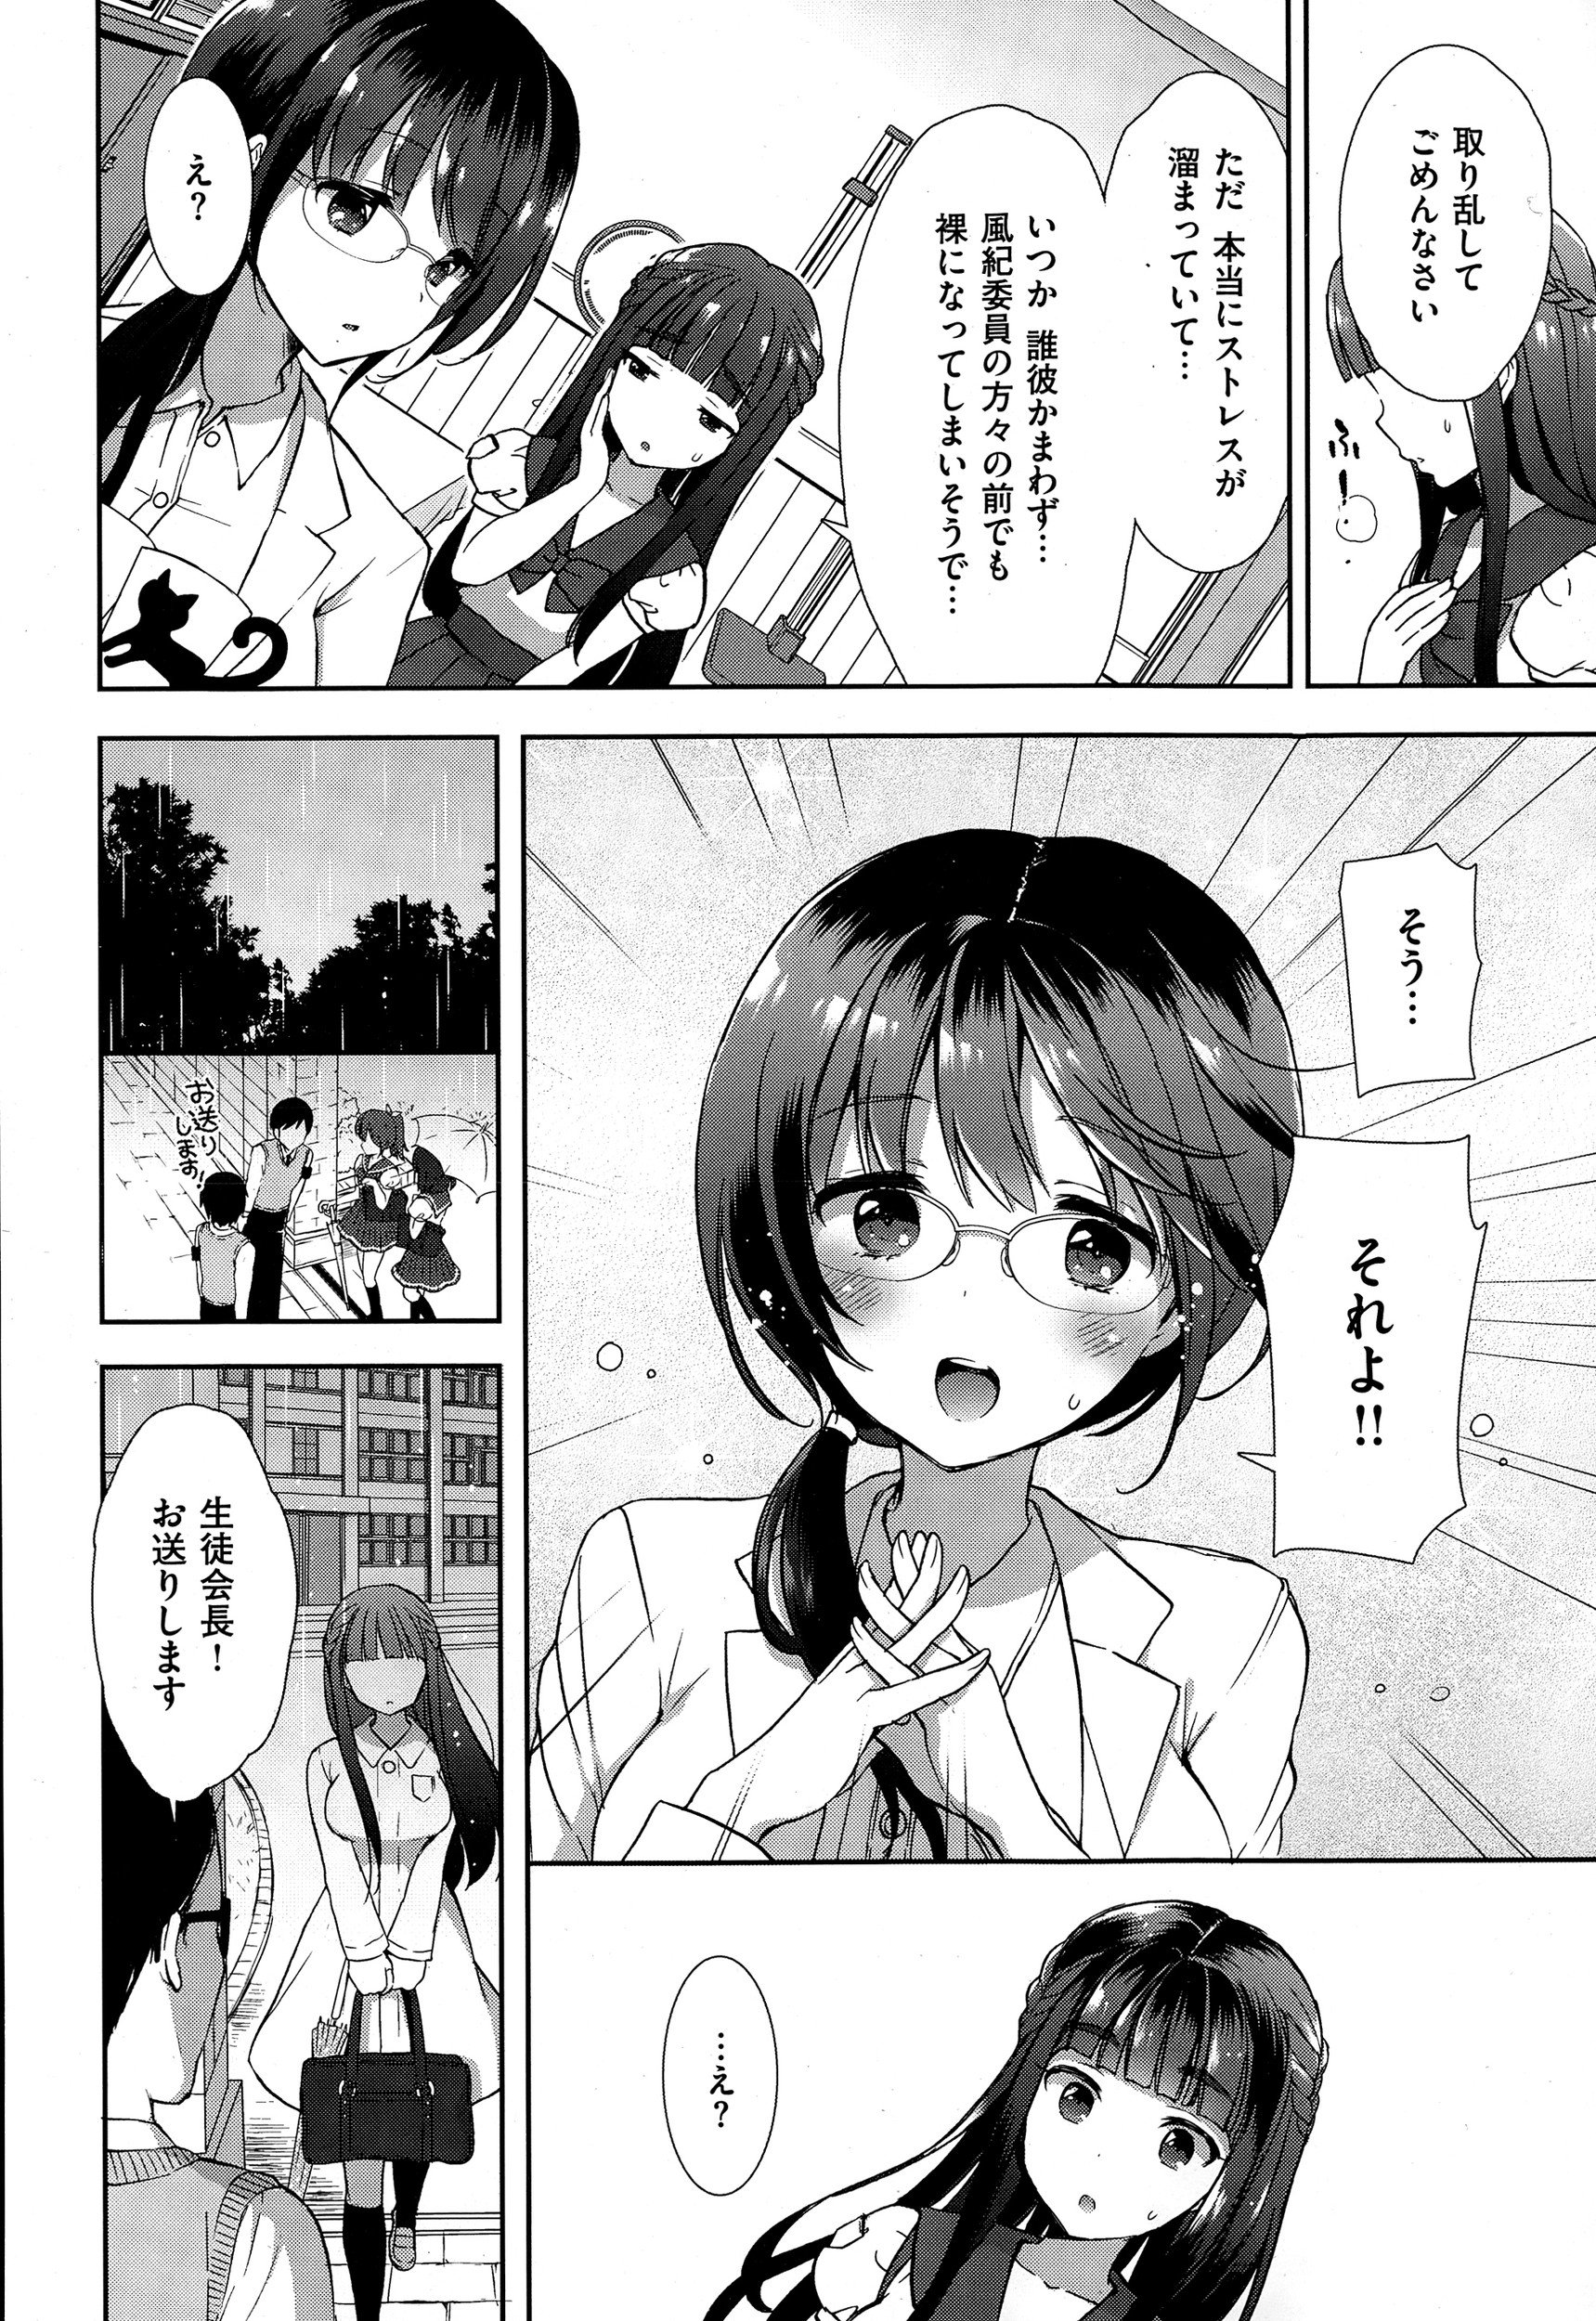 取り乱して
ごめんなさい
ふー!
ただ 本当にストレスが
溜まっていて…
いつか 誰彼かまわず…
風紀委員の方々の前でも
裸になってしまいそうで…
え?
そう…
それよ!!
…え?
お送り
します!
生徒会長!
お送りします